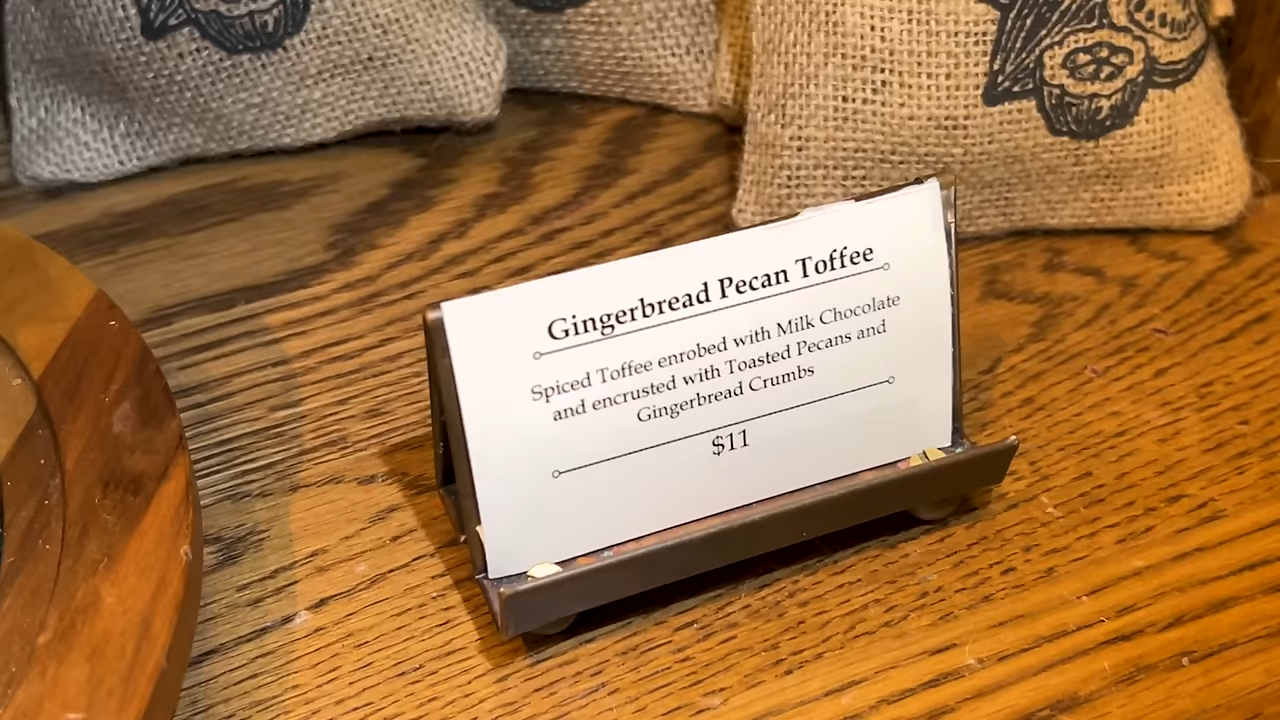 Gingerbread Pecan Toffee
Spiced Toffee enrobed with Milk Chocolate
and encrusted with Toasted Pecans and
Gingerbread Crumbs
$11